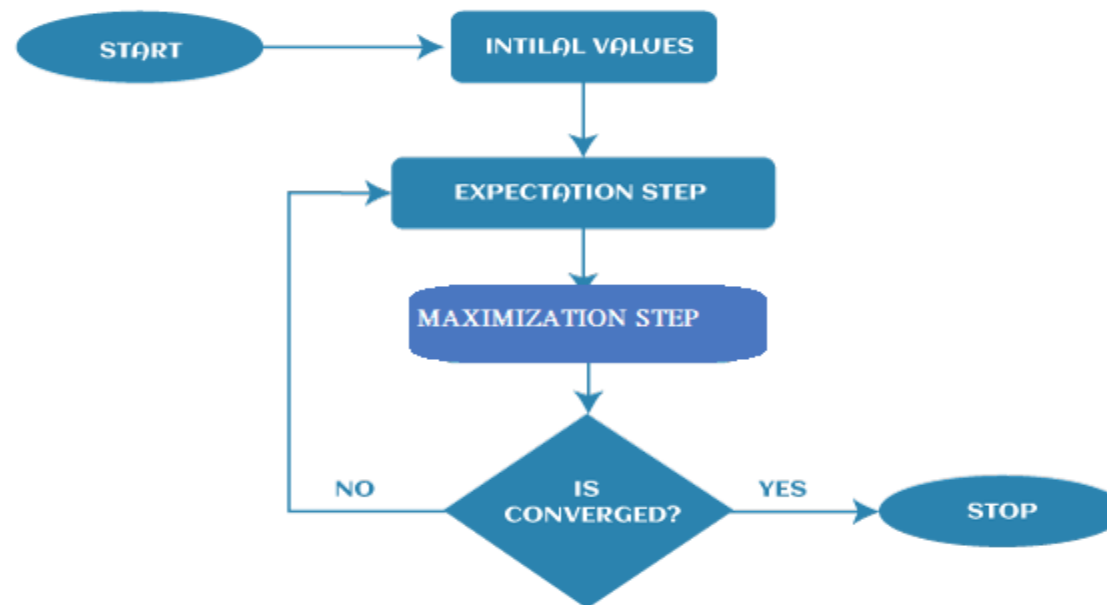 START
INTILAL VALUES
EXPECTATION STEP
MAXIMIZATION STEP
IS
CONVERGED?
NO
YES
STOP